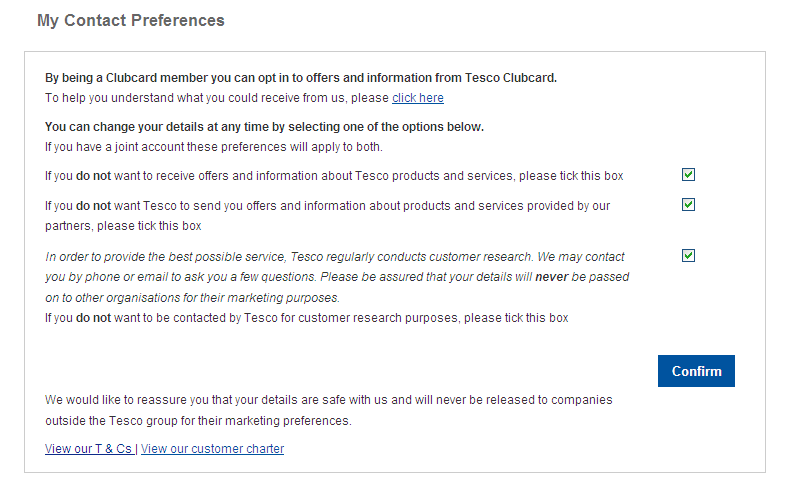 My Contact Preferences
By being a Clubcard member you can opt in to offers and information from Tesco Clubcard.
To help you understand what you could receive from us, please click here
You can change your details at any time by selecting one of the options below.
If you have a joint account these preferences will apply to both.
If you do not want to receive offers and information about Tesco products and services, please tick this box
If you do not want Tesco to send you offers and information about products and services provided by our
partners, please tick this box
In order to provide the best possible service, Tesco regularly conducts customer research. We may contact
you by phone or email to ask you a few questions. Please be assured that your details will never be passed
on to other organisations for their marketing purposes.
If you do not want to be contacted by Tesco for customer research purposes, please tick this box
Confirm
We would like to reassure you that your details are safe with us and will never be released to companies
outside the Tesco group for their marketing preferences.
View our T & Cs | View our customer charter